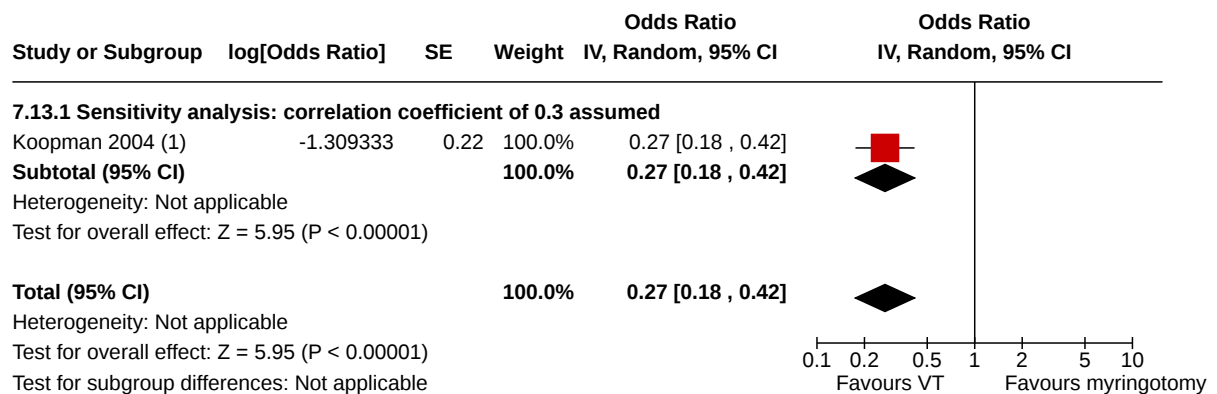 Odds Ratio Odds Ratio
Study or Subgroup log[Odds Ratio] SE Weight IV, Random, 95% CI IV, Random, 95% CI
7.13.1 Sensitivity analysis: correlation coefficient of 0.3 assumed
Koopman 2004 (1) -1.309333 0.22 100.0% 0.27 [0.18 , 0.42]
Subtotal (95% CI) 100.0% 0.27 [0.18 , 0.42]
Heterogeneity: Not applicable
Test for overall effect: Z = 5.95 (P < 0.00001)
Total (95% CI) 100.0% 0.27 [0.18 , 0.42]
Heterogeneity: Not applicable
Test for overall effect: Z = 5.95 (P < 0.00001) 0.1 0.2 0.5 1 2 5 10
Test for subgroup differences: Not applicable Favours VT Favours myringotomy